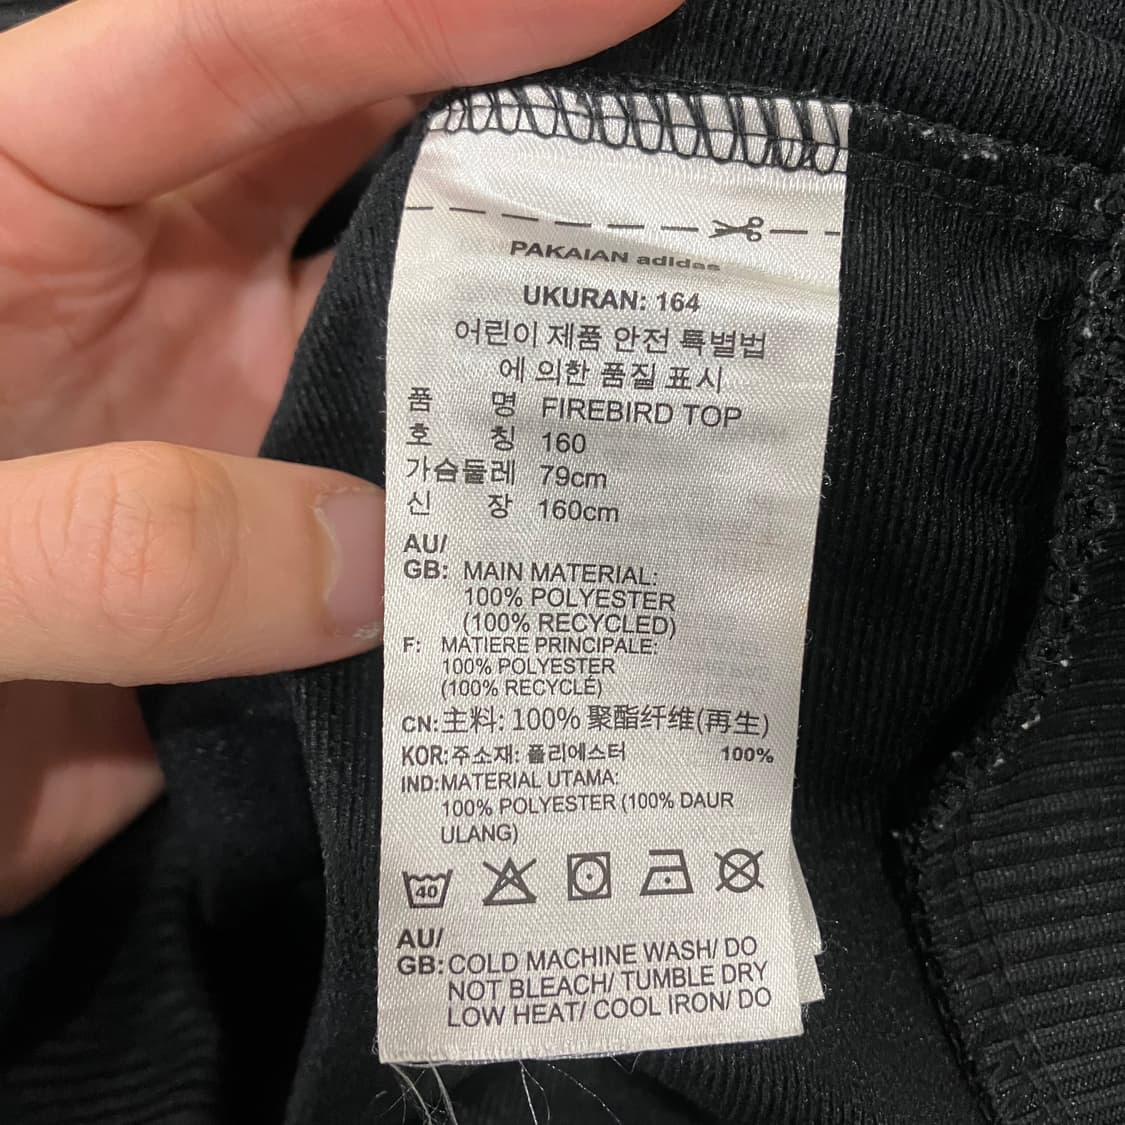 PAKAIAN adidas
UKURAN: 164
어린이 제품 안전 특별법
에 의한 품질 표시
품 명 FIREBIRD TOP
호 칭 160
가슴둘레 79cm
신 장 160cm
AU/
GB: MAIN MATERIAL:
100% POLYESTER
(100% RECYCLED)
F: MATIERE PRINCIPALE:
100% POLYESTER
(100% RECYCLÉ)
CN:主料: 100% 聚酯纤维(再生)
KOR:주소재: 폴리에스터 100%
IND:MATERIAL UTAMA:
100% POLYESTER (100% DAUR
ULANG)
40
AU/
GB:COLD MACHINE WASH/ DO
NOT BLEACH/ TUMBLE DRY
LOW HEAT/ COOL IRON/ DO